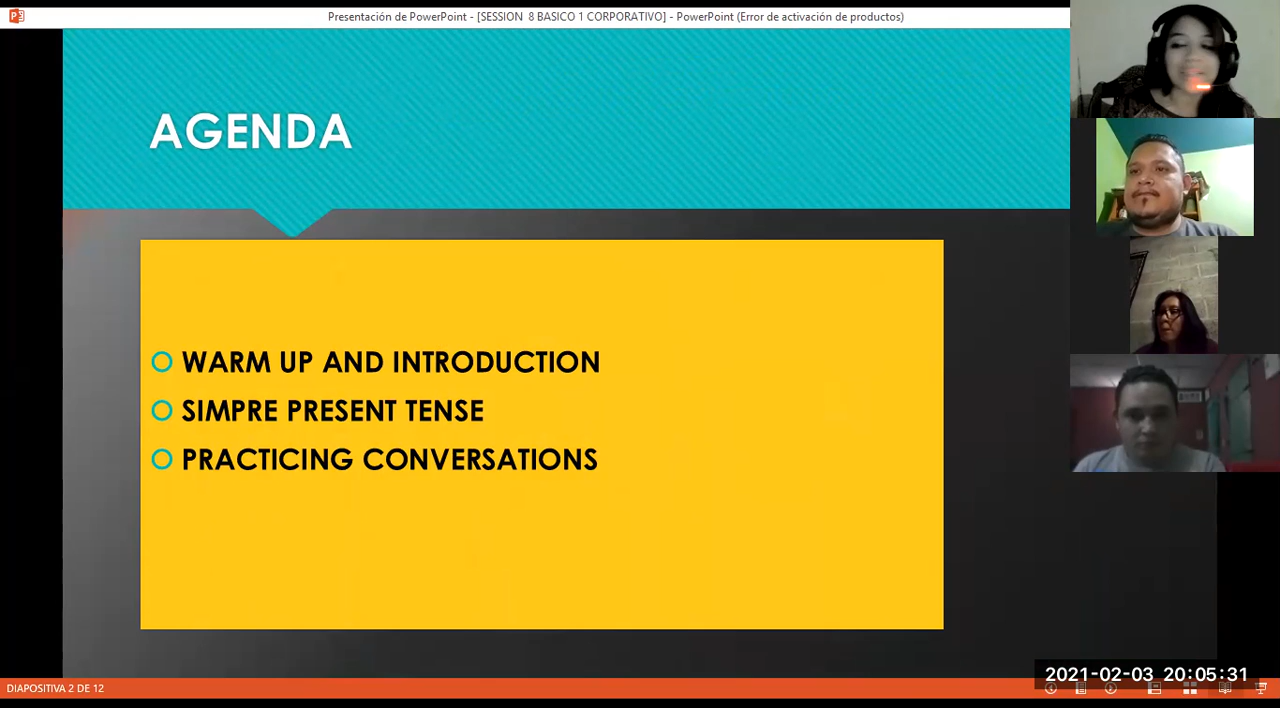 Presentación de PowerPoint - [SESSION  8 BASICO 1 CORPORATIVO] - PowerPoint (Error de activación de productos)
AGENDA
WARM UP AND INTRODUCTION
SIMPRE PRESENT TENSE
PRACTICING CONVERSATIONS
2021-02-03 20:05:31
DIAPOSITIVA 2 DE 12